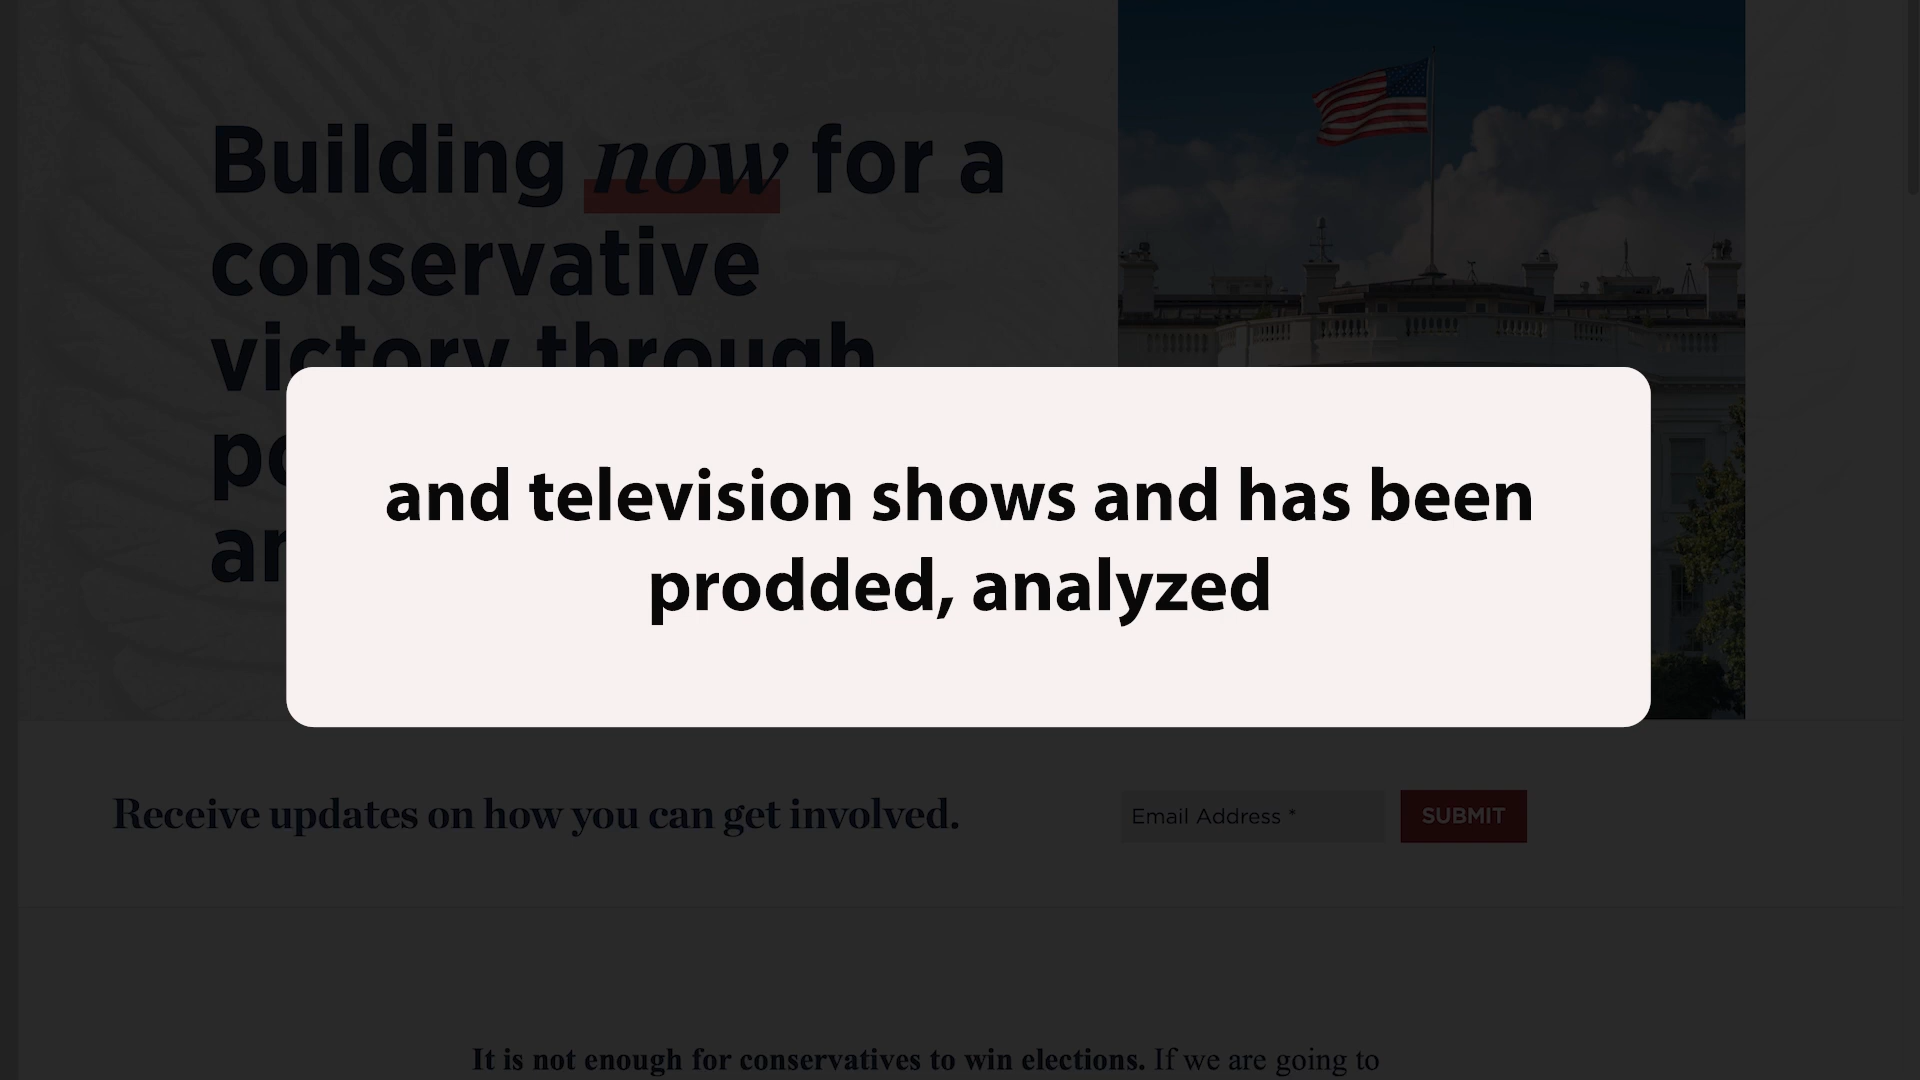 Building now for a
conservative
victory through
and television shows and has been
prodded, analyzed
Receive updates on how you can get involved.
Email Address *
SUBMIT
It is not enough for conservatives to win elections. If we are going to